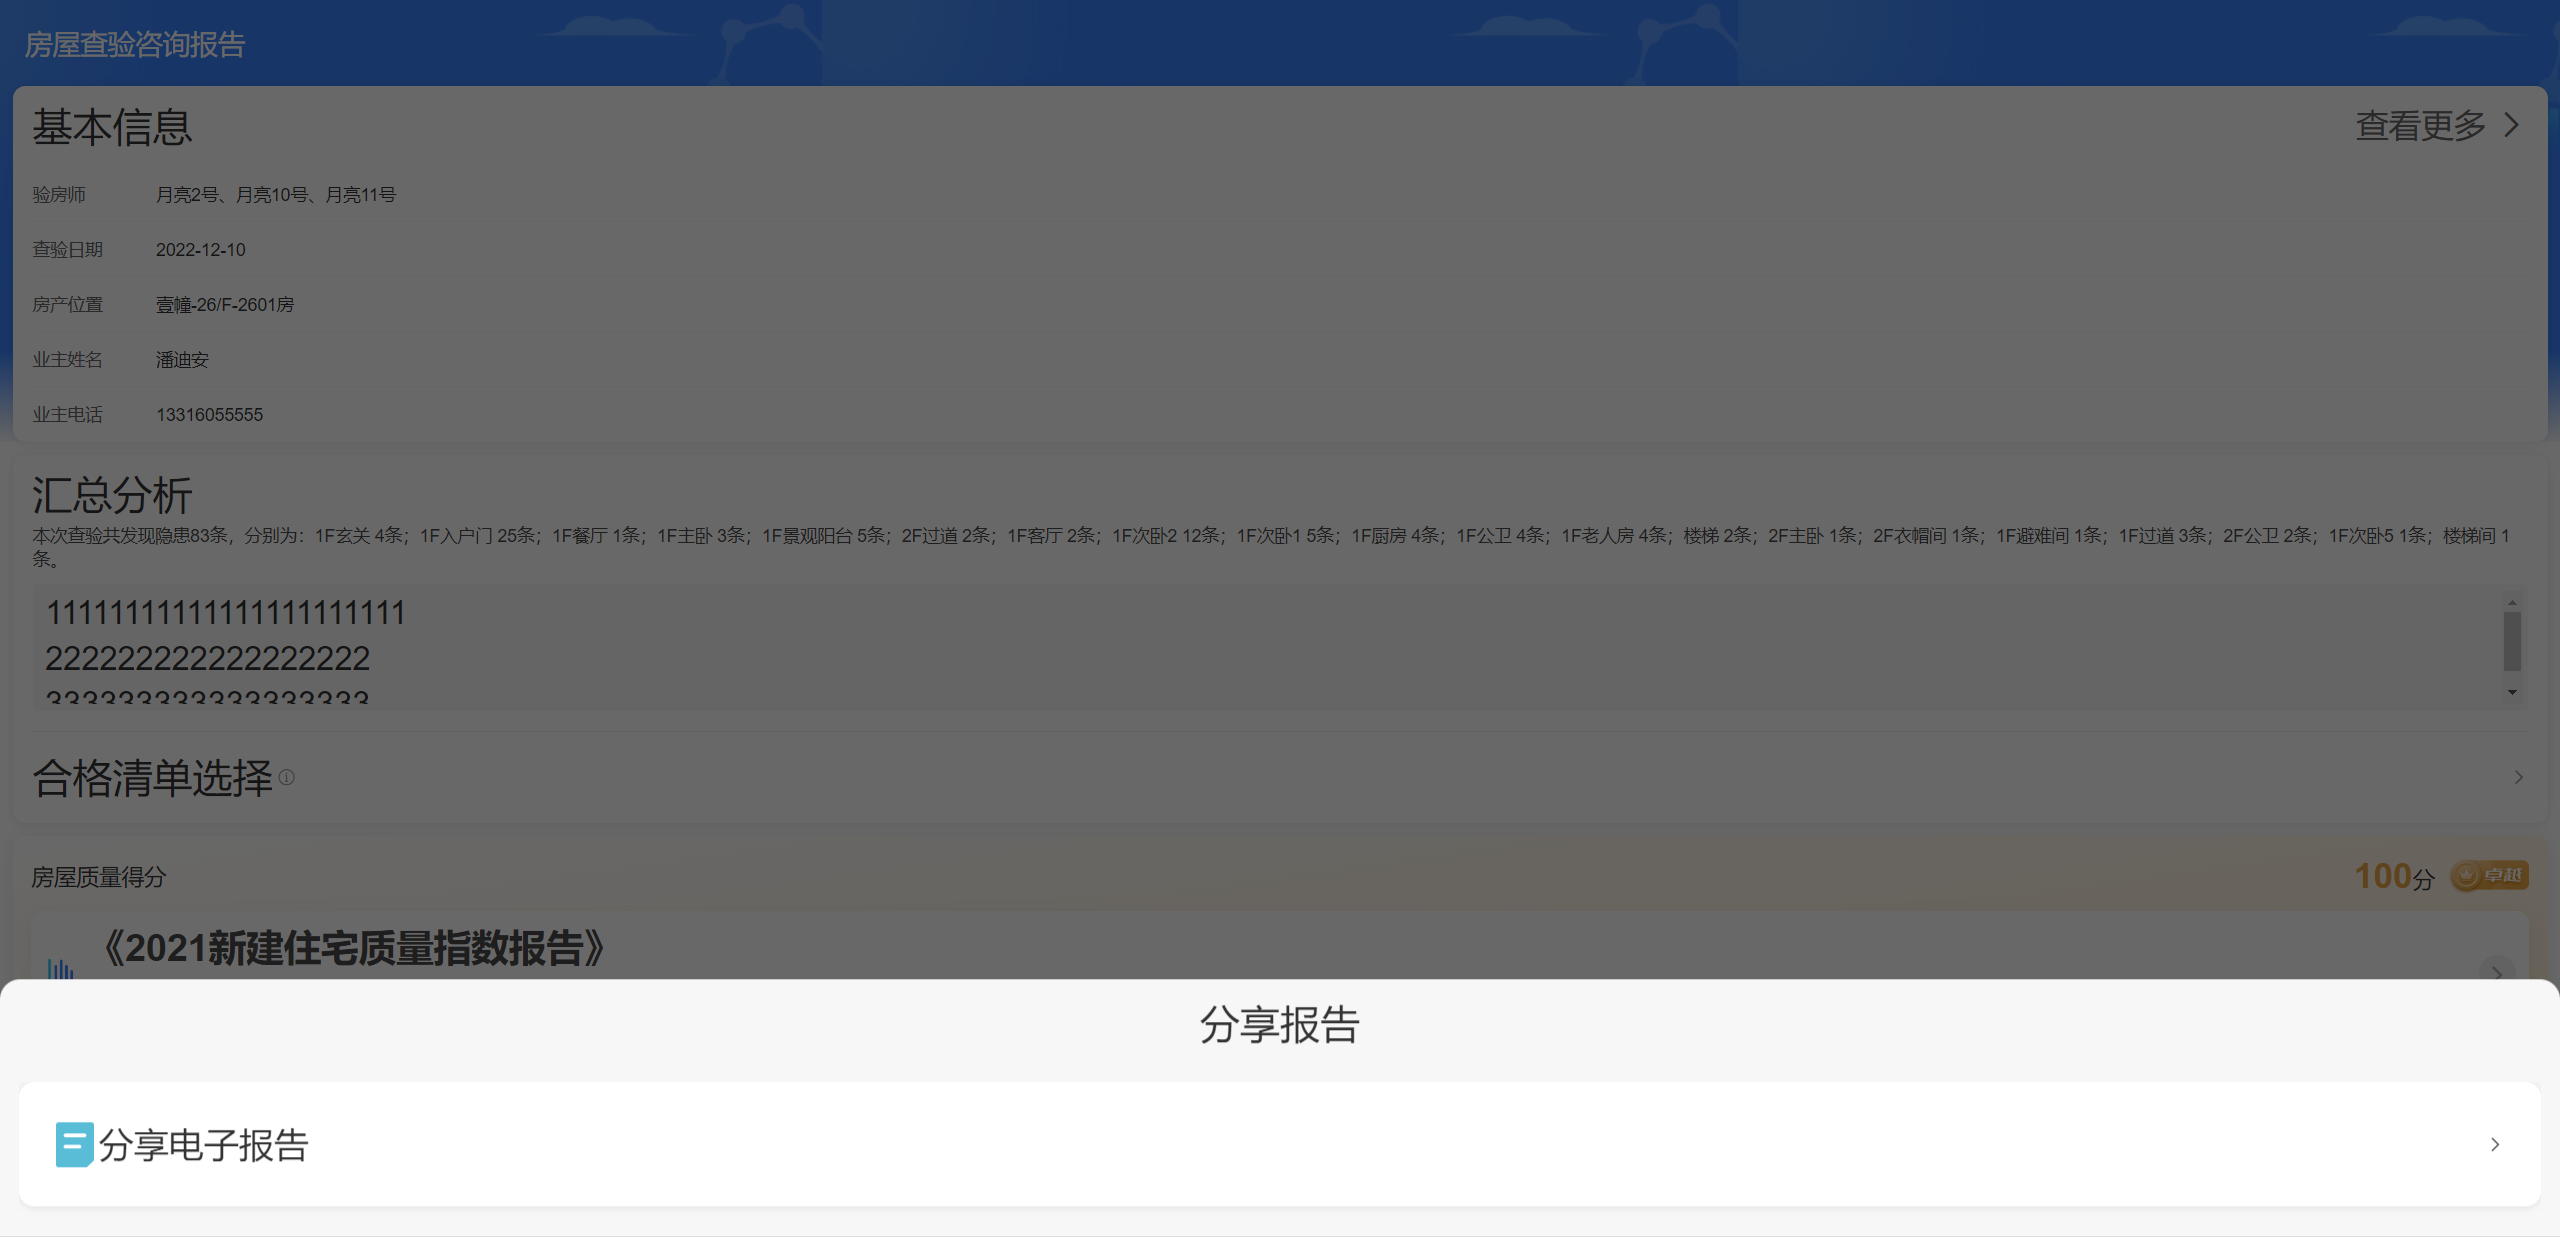 房屋查验咨询报告
基本信息
查看更多
验房师 月亮2号、月亮10号、月亮11号
查验日期 2022-12-10
房产位置 壹幢-26/F-2601房
业主姓名 潘迪安
业主电话 13316055555
汇总分析
本次查验共发现隐患83条，分别为：1F玄关 4条；1F入户门 25条；1F餐厅 1条；1F主卧 3条；1F景观阳台 5条；2F过道 2条；1F客厅 2条；1F次卧2 12条；1F次卧1 5条；1F厨房 4条；1F公卫 4条；1F老人房 4条；楼梯 2条；2F主卧 1条；2F衣帽间 1条；1F避难间 1条；1F过道 3条；2F公卫 2条；1F次卧5 1条；楼梯间 1
条。
11111111111111111111111
222222222222222222
333333333333333333
合格清单选择
房屋质量得分
100分 卓越
《2021新建住宅质量指数报告》
分享报告
分享电子报告